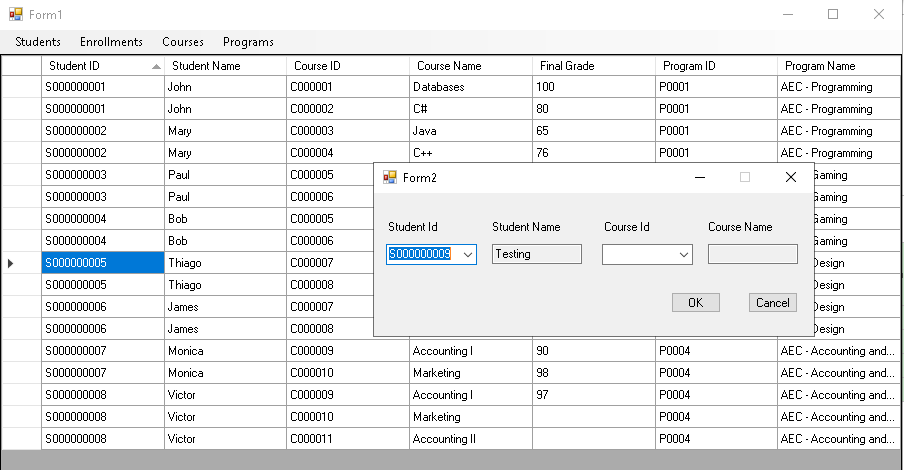 Form1
Students Enrollments Courses Programs
Student ID Student Name Course ID Course Name Final Grade Program ID Program Name
S000000001 John C000001 Databases 100 P0001 AEC - Programming
S000000001 John C000002 C# 80 P0001 AEC - Programming
S000000002 Mary C000003 Java 65 P0001 AEC - Programming
S000000002 Mary C000004 C++ 76 P0001 AEC - Programming
S000000003 Paul C000005 Gaming
S000000003 Paul C000006 Gaming
S000000004 Bob C000005 Gaming
S000000004 Bob C000006 Gaming
S000000005 Thiago C000007 Design
S000000005 Thiago C000008 Design
S000000006 James C000007 Design
S000000006 James C000008 Design
S000000007 Monica C000009 Accounting I 90 P0004 AEC - Accounting and...
S000000007 Monica C000010 Marketing 98 P0004 AEC - Accounting and...
S000000008 Victor C000009 Accounting I 97 P0004 AEC - Accounting and...
S000000008 Victor C000010 Marketing P0004 AEC - Accounting and...
S000000008 Victor C000011 Accounting II P0004 AEC - Accounting and...
Form2
Student Id Student Name Course Id Course Name
S000000009 Testing
OK Cancel